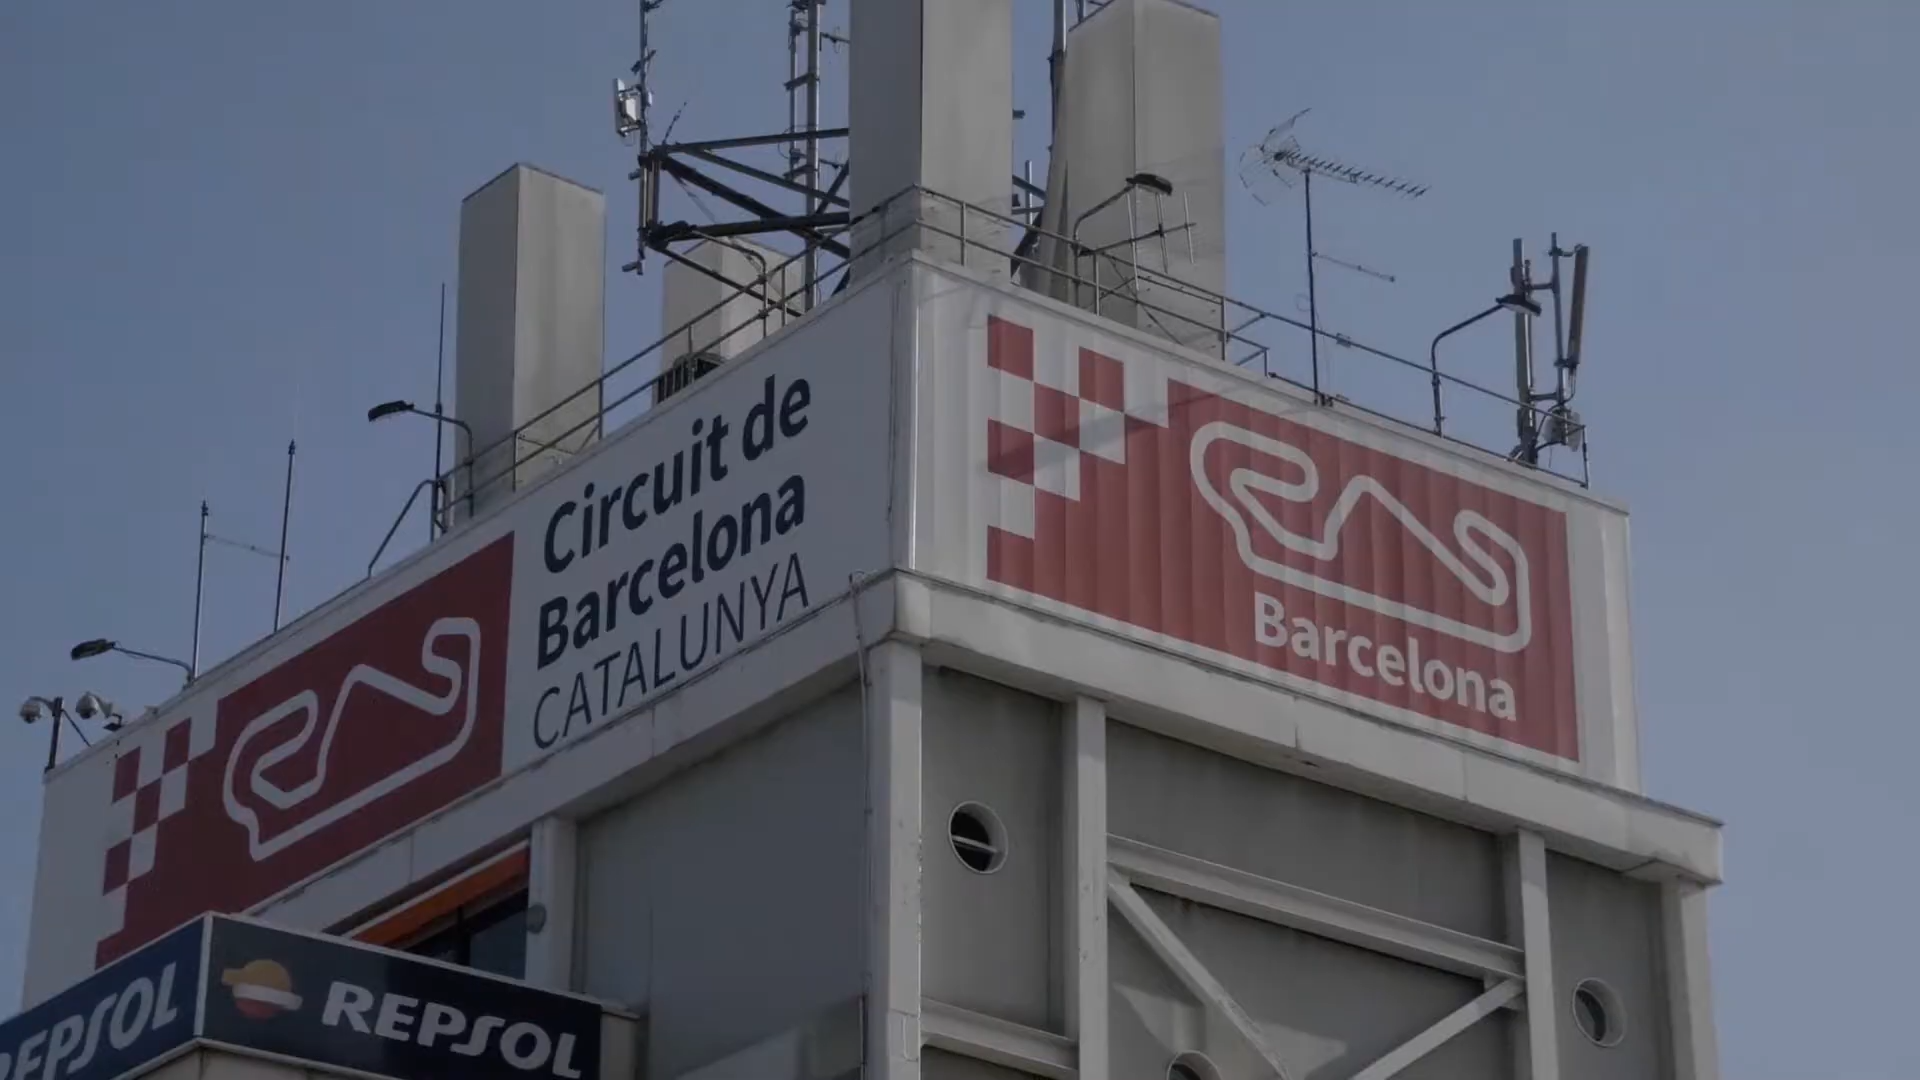 Circuit de
Barcelona
CATALUNYA
Barcelona
REPSOL
REPSOL